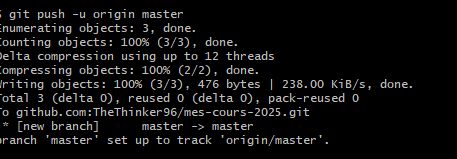 $ git push -u origin master
Enumerating objects: 3, done.
Counting objects: 100% (3/3), done.
Delta compression using up to 12 threads
Compressing objects: 100% (2/2), done.
Writing objects: 100% (3/3), 476 bytes | 238.00 KiB/s, done.
Total 3 (delta 0), reused 0 (delta 0), pack-reused 0
To github.com:TheThinker96/mes-cours-2025.git
* [new branch]      master -> master
branch 'master' set up to track 'origin/master'.